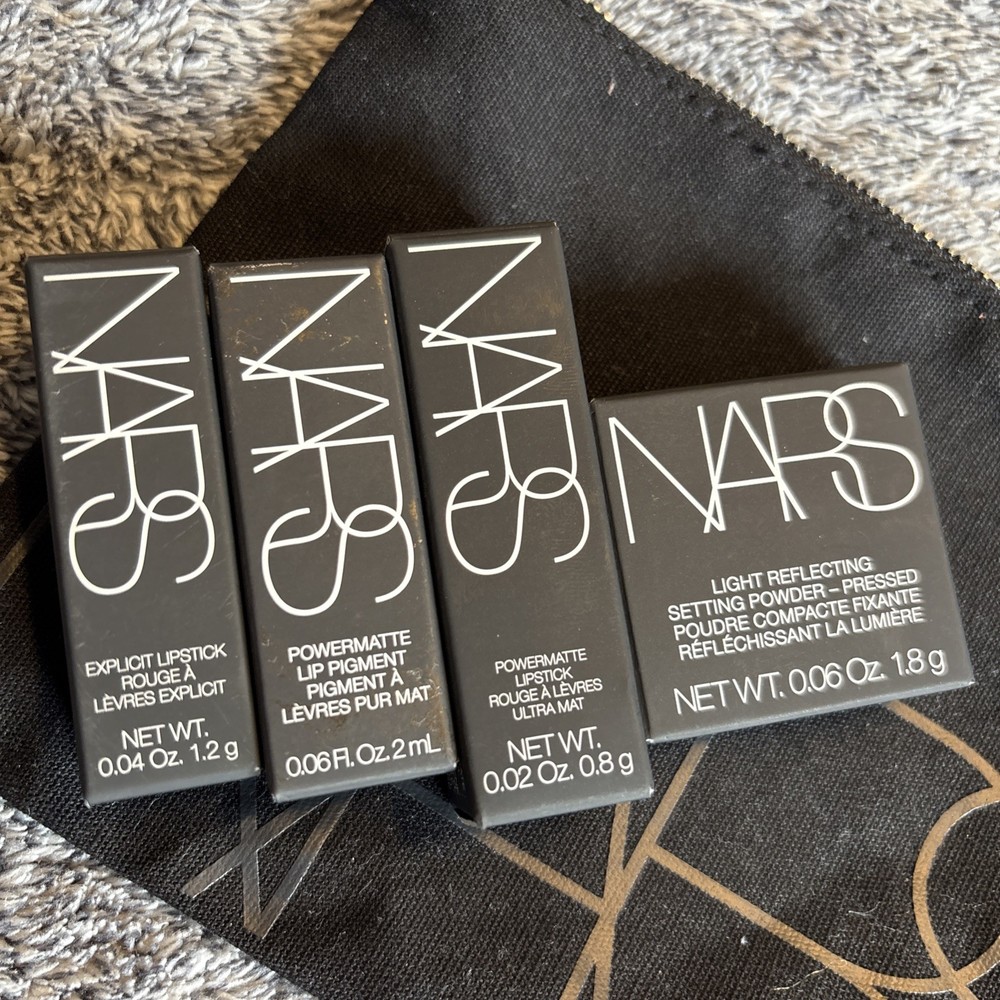 NARS
EXPLICIT LIPSTICK
ROUGE À
LÈVRES EXPLICIT
NET WT.
0.04 Oz. 1.2 g
NARS
POWERMATTE
LIP PIGMENT
PIGMENT À
LÈVRES PUR MAT
0.06 Fl. Oz. 2 mL
NARS
POWERMATTE
LIPSTICK
ROUGE À LÈVRES
ULTRA MAT
NET WT.
0.02 Oz. 0.8 g
NARS
LIGHT REFLECTING
SETTING POWDER – PRESSED
POUDRE COMPACTE FIXANTE
RÉFLÉCHISSANT LA LUMIÈRE
NET WT. 0.06 Oz. 1.8 g